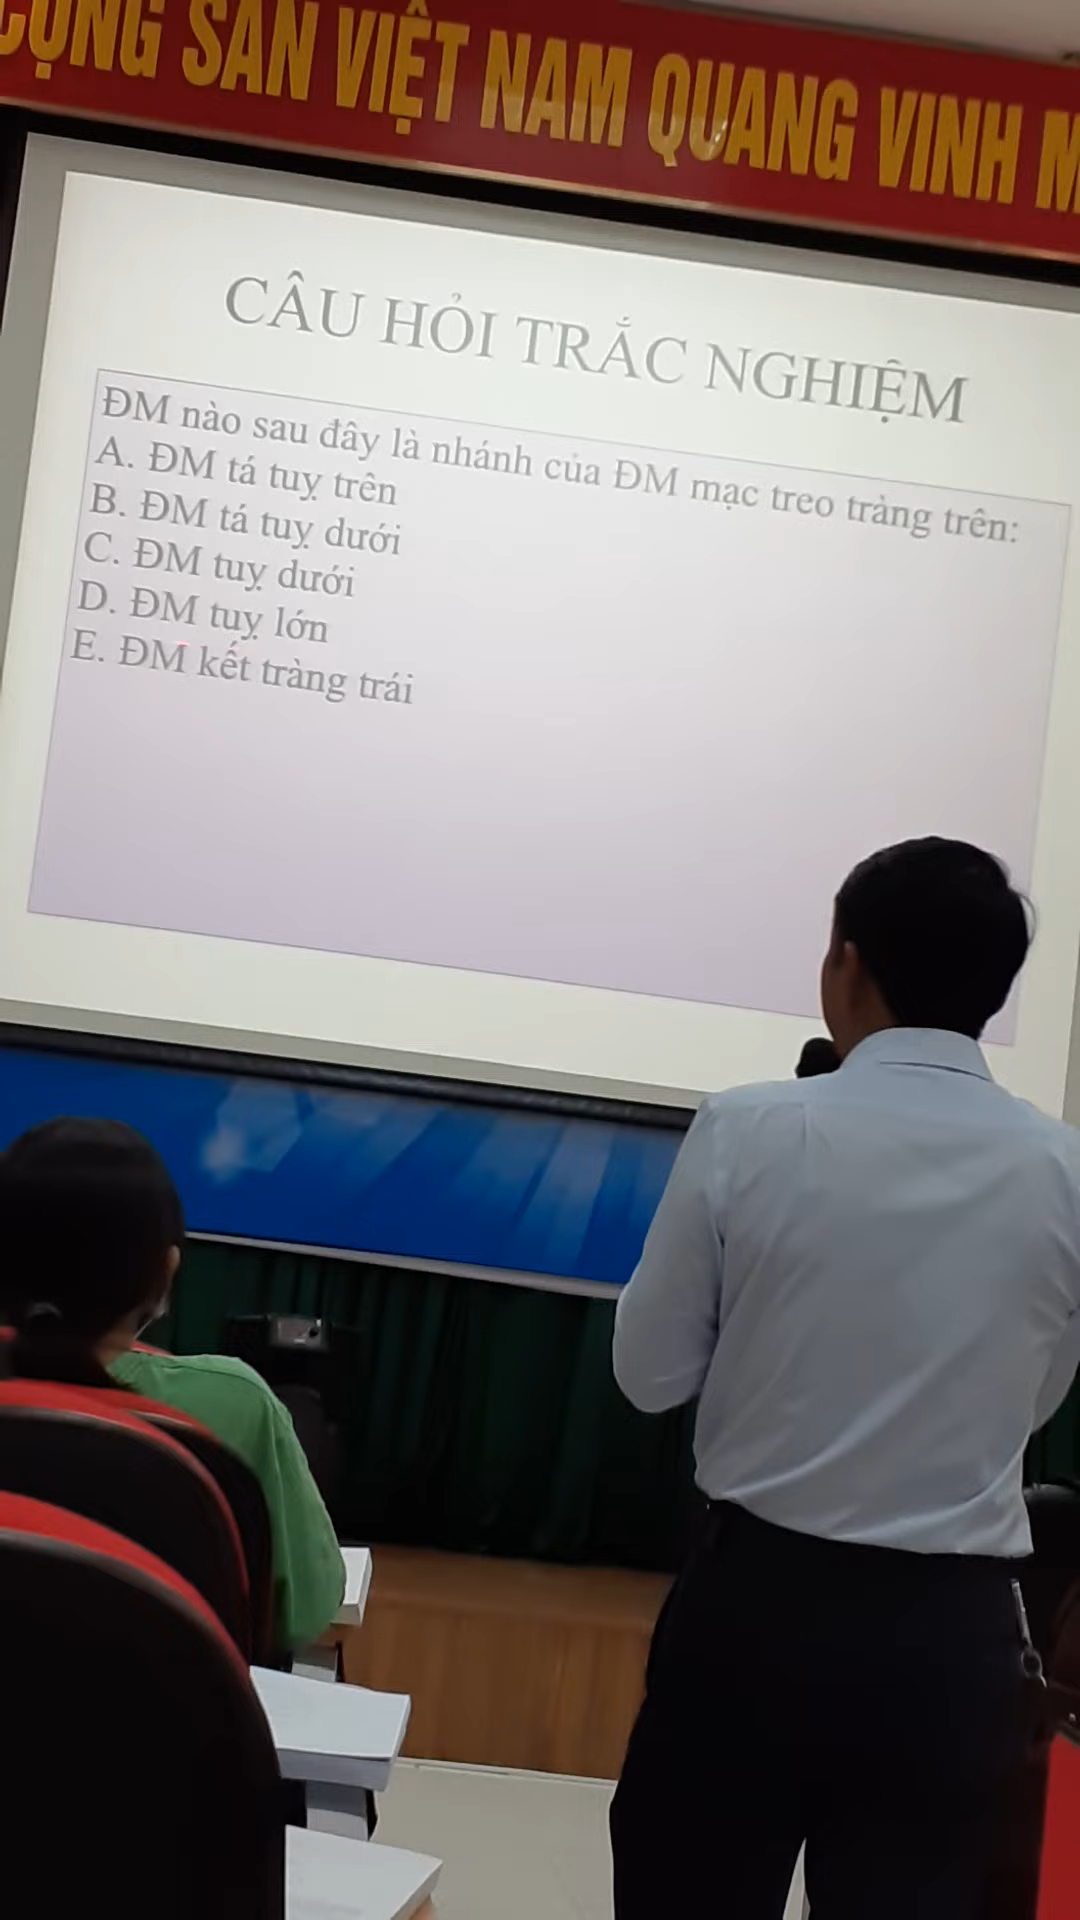 CỘNG SẢN VIỆT NAM QUANG VINH M
CÂU HỎI TRẮC NGHIỆM
ĐM nào sau đây là nhánh của ĐM mạc treo tràng trên:
A. ĐM tá tuỵ trên
B. ĐM tá tuỵ dưới
C. ĐM tuỵ dưới
D. ĐM tuỵ lớn
E. ĐM kết tràng trái